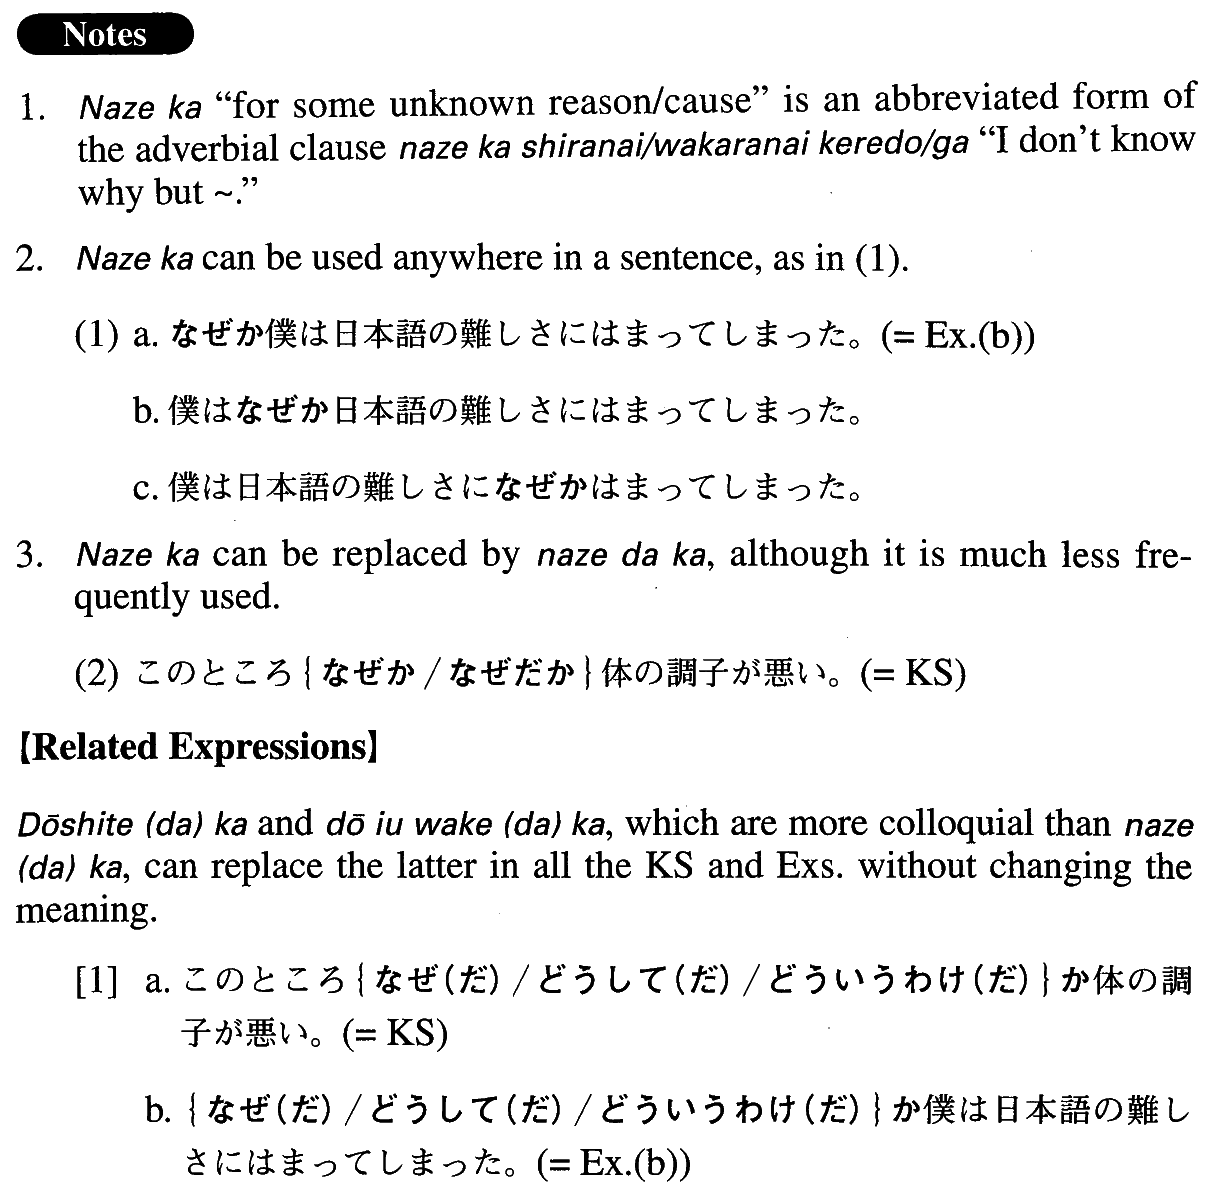 Notes
1. Naze ka “for some unknown reason/cause” is an abbreviated form of
the adverbial clause naze ka shiranai/wakaranai keredo/ga “I don’t know
why but ~.”
2. Naze ka can be used anywhere in a sentence, as in (1).
(1) a. なぜか僕は日本語の難しさにはまってしまった。(= Ex.(b))
b. 僕はなぜか日本語の難しさにはまってしまった。
c. 僕は日本語の難しさになぜかはまってしまった。
3. Naze ka can be replaced by naze da ka, although it is much less fre-
quently used.
(2) このところ{なぜか/なぜだか}体の調子が悪い。(= KS)
【Related Expressions】
Dōshite (da) ka and dō iu wake (da) ka, which are more colloquial than naze
(da) ka, can replace the latter in all the KS and Exs. without changing the
meaning.
[1] a. このところ{なぜ(だ)/どうして(だ)/どういうわけ(だ)}か体の調
子が悪い。(= KS)
b. {なぜ(だ)/どうして(だ)/どういうわけ(だ)}か僕は日本語の難し
さにはまってしまった。(= Ex.(b))